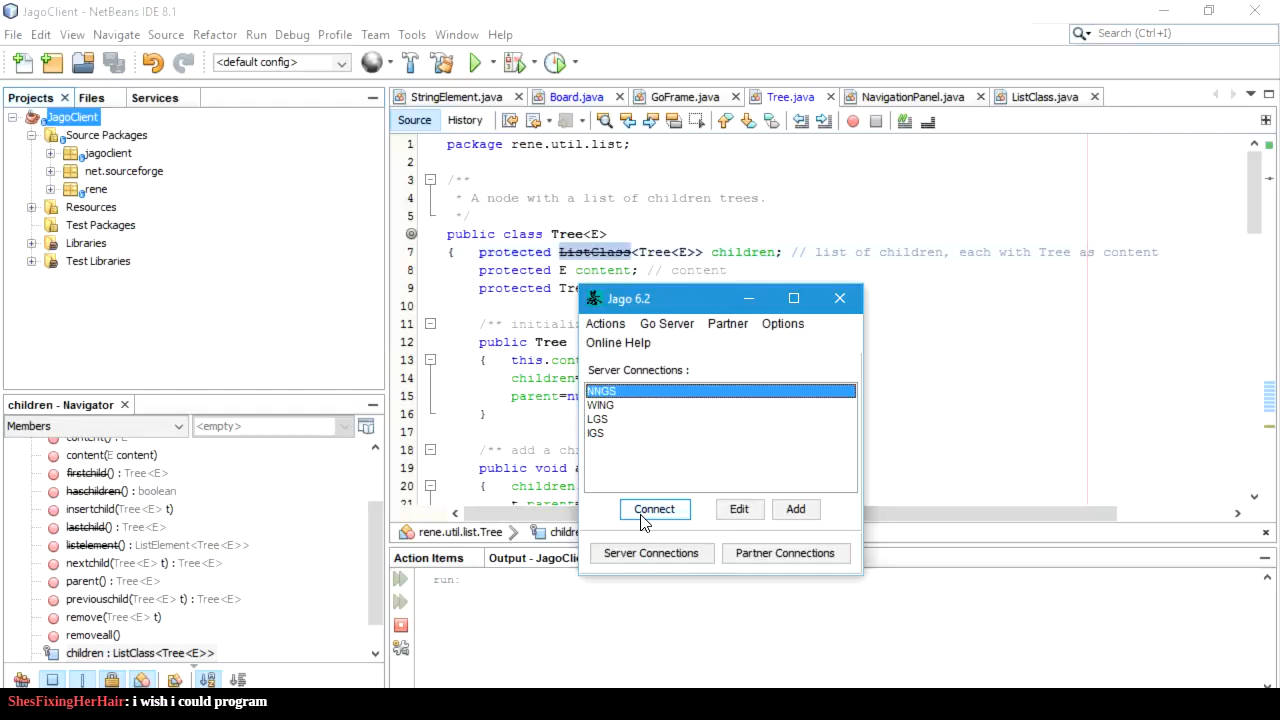 JagoClient - NetBeans IDE 8.1
File Edit View Navigate Source Refactor Run Debug Profile Team Tools Window Help
Search (Ctrl+I)
<default config>
Projects Files Services
JagoClient
Source Packages
jagoclient
net.sourceforge
rene
Resources
Test Packages
Libraries
Test Libraries
StringElement.java Board.java GoFrame.java Tree.java NavigationPanel.java ListClass.java
Source History
1 package rene.util.list;
2
3 /**
4 * A node with a list of children trees.
5 */
6 public class Tree<E>
7 { protected ListClass<Tree<E>> children; // list of children, each with Tree as content
8 protected E content; // content
9 protected
10
11 /** initiali
12 public Tree
13 { this.con
14 children=
15 parent=nu
16 }
17
18 /** add a ch
19 public void a
20 { children
21
rene.util.list.Tree
Jago 6.2
Actions Go Server Partner Options
Online Help
Server Connections :
NNGS
WING
LGS
IGS
Connect Edit Add
Server Connections Partner Connections
children - Navigator
Members <empty>
content() : E
content(E content)
firstchild() : Tree<E>
haschildren() : boolean
insertchild(Tree<E> t)
lastchild() : Tree<E>
listelement() : ListElement<Tree<E>>
nextchild(Tree<E> t) : Tree<E>
parent() : Tree<E>
previouschild(Tree<E> t) : Tree<E>
remove(Tree<E> t)
removeall()
children : ListClass<Tree<E>>
Action Items Output - JagoCli
run:
ShesFixingHerHair: i wish i could program